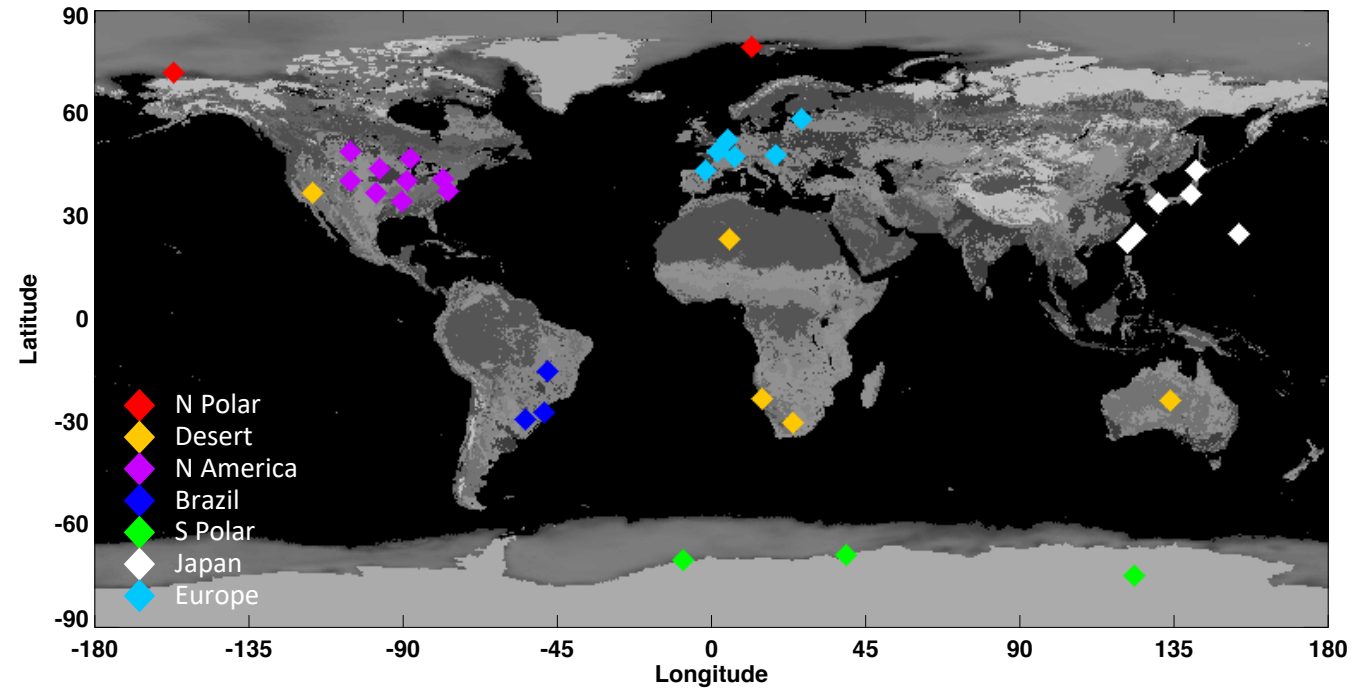 90
60
30
0
-30
-60
-90
Latitude
N Polar
Desert
N America
Brazil
S Polar
Japan
Europe
-180 -135 -90 -45 0 45 90 135 180
Longitude